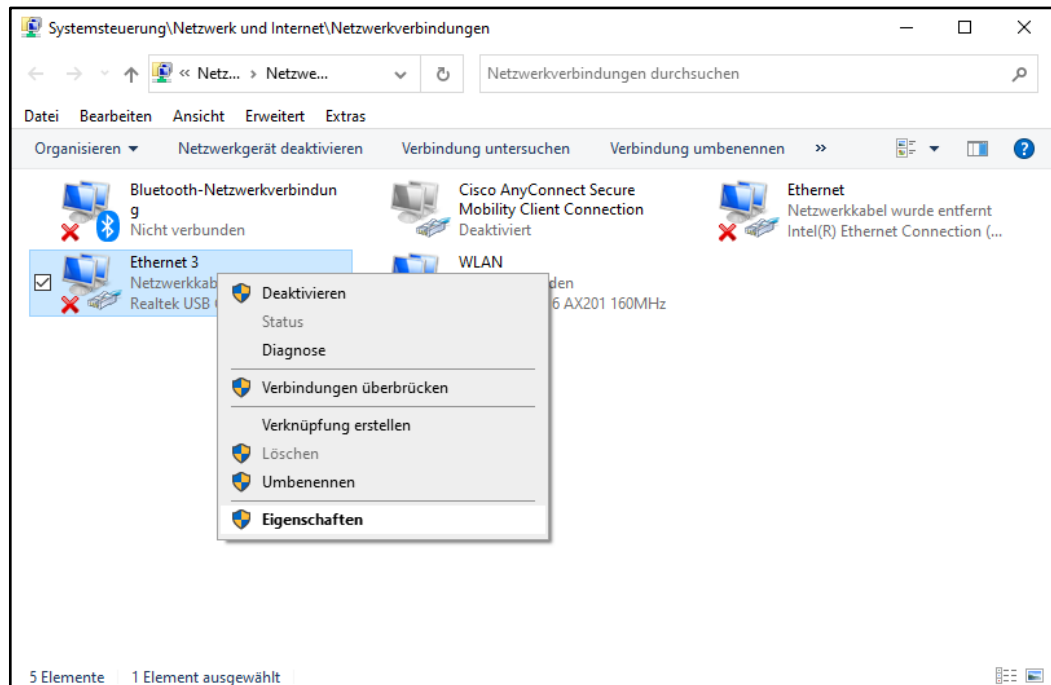 Systemsteuerung\Netzwerk und Internet\Netzwerkverbindungen
« Netz... › Netzwe...
Netzwerkverbindungen durchsuchen
Datei Bearbeiten Ansicht Erweitert Extras
Organisieren Netzwerkgerät deaktivieren Verbindung untersuchen Verbindung umbenennen »
Bluetooth-Netzwerkverbindun
g
Nicht verbunden
Cisco AnyConnect Secure
Mobility Client Connection
Deaktiviert
Ethernet
Netzwerkkabel wurde entfernt
Intel(R) Ethernet Connection (...
Ethernet 3
Netzwerkkab
Realtek USB
WLAN
den
6 AX201 160MHz
Deaktivieren
Status
Diagnose
Verbindungen überbrücken
Verknüpfung erstellen
Löschen
Umbenennen
Eigenschaften
5 Elemente 1 Element ausgewählt